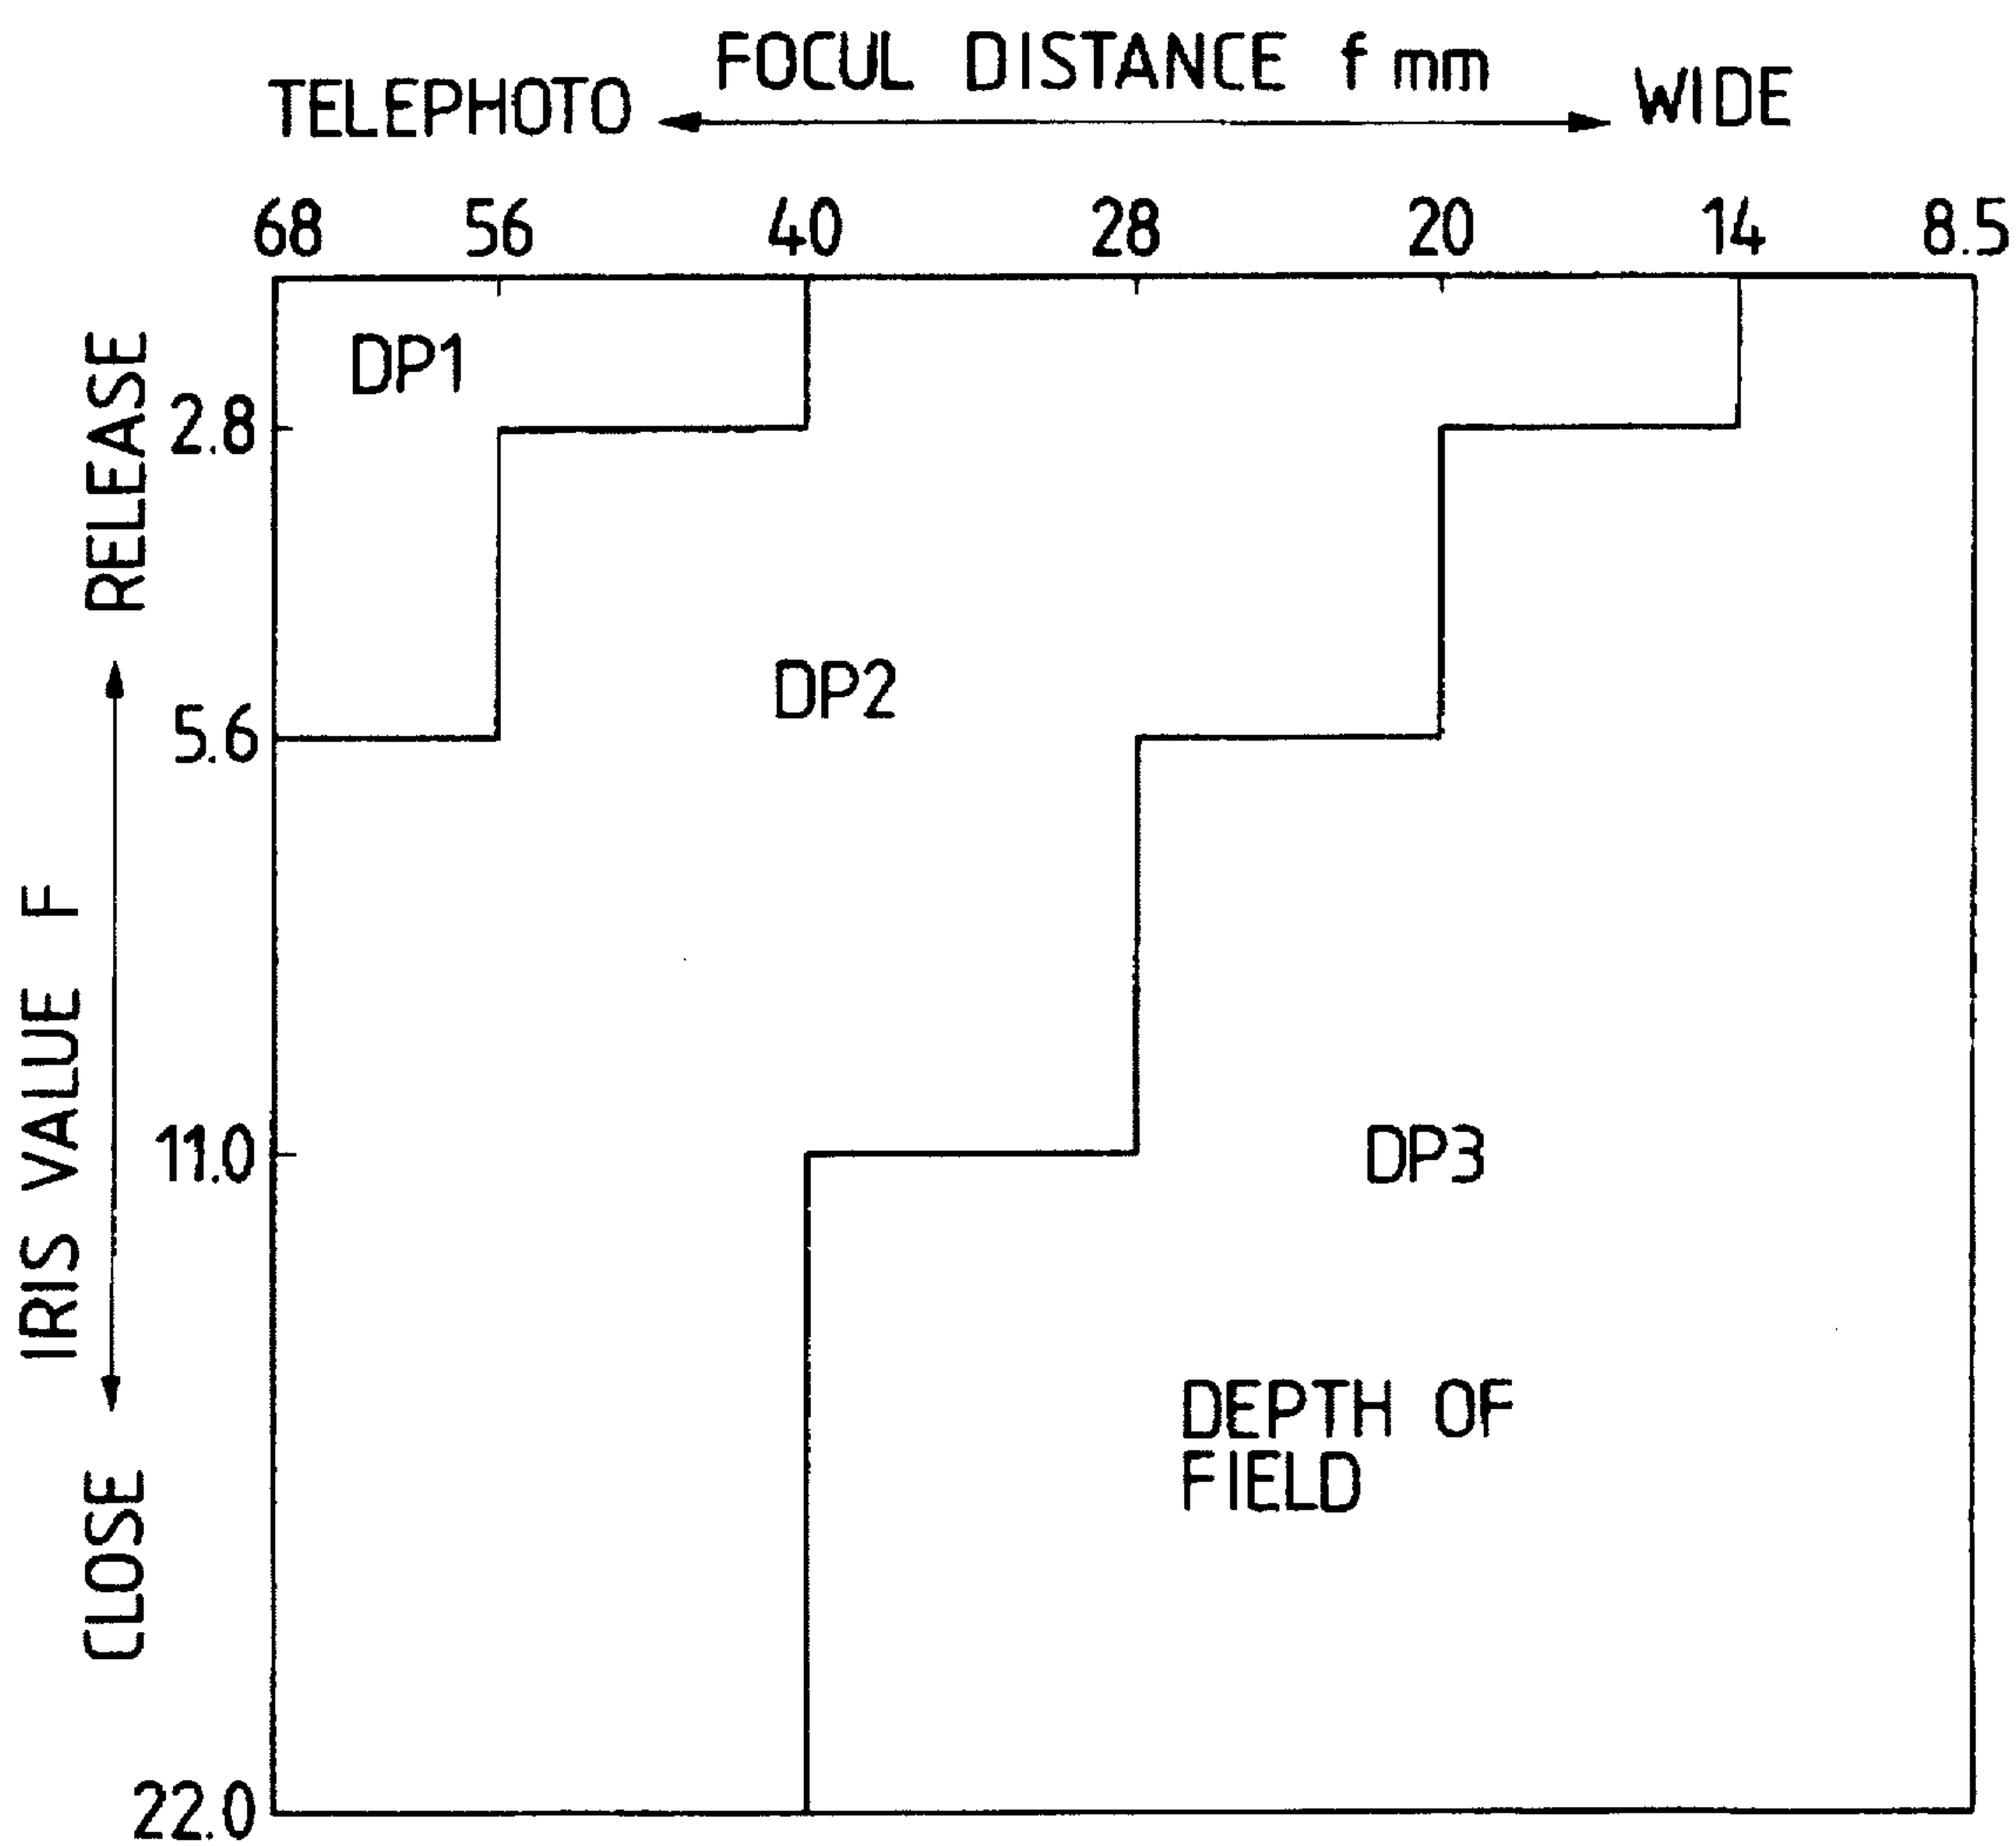 FOCUL DISTANCE f mm
TELEPHOTO WIDE
68 56 40 28 20 14 8.5
RELEASE
IRIS VALUE F
CLOSE
2.8
5.6
11.0
22.0
DP1
DP2
DP3
DEPTH OF
FIELD